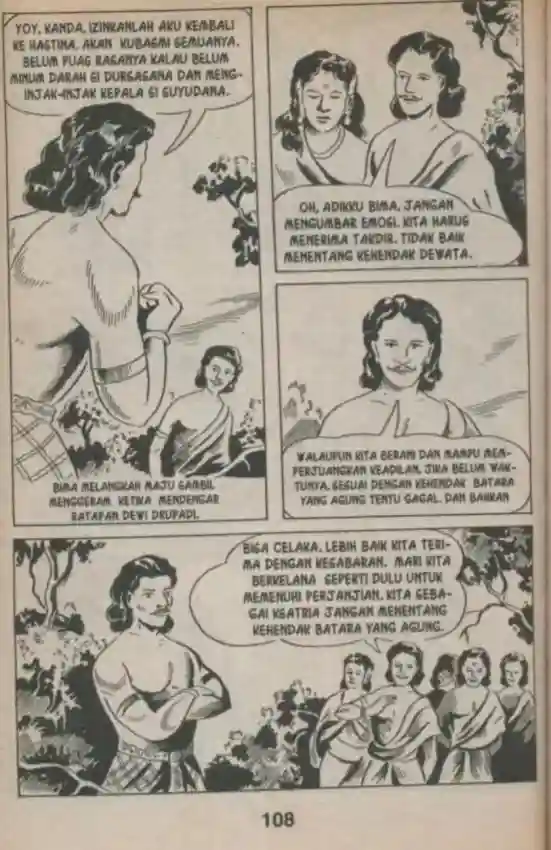 YOY, KANDA, IZINKANLAH AKU KEMBALI
KE HASTINA. AKAN KUBASMI SEMUANYA.
BELUM PUAS RASANYA KALAU BELUM
MINUM DARAH SI DURSASANA DAN MENG-
INJAK-INJAK KEPALA SI SUYUDANA.
BIMA MELANGKAH MAJU SAMBIL
MENGGERAM KETIKA MENDENGAR
RATAPAN DEWI DRUPADI.
OH, ADIKKU BIMA, JANGAN
MENGUMBAR EMOSI. KITA HARUS
MENERIMA TAKDIR. TIDAK BAIK
MENENTANG KEHENDAK DEWATA.
WALAUPUN KITA BERANI DAN MAMPU MEM-
PERJUANGKAN KEADILAN, JIKA BELUM WAK-
TUNYA, SESUAI DENGAN KEHENDAK BATARA
YANG AGUNG TENTU GAGAL. DAN BAHKAN
BISA CELAKA. LEBIH BAIK KITA TERI-
MA DENGAN KESABARAN. MARI KITA
BERKELANA SEPERTI DULU UNTUK
MEMENUHI PERJANJIAN. KITA SEBA-
GAI KSATRIA JANGAN MENENTANG
KEHENDAK BATARA YANG AGUNG.
108